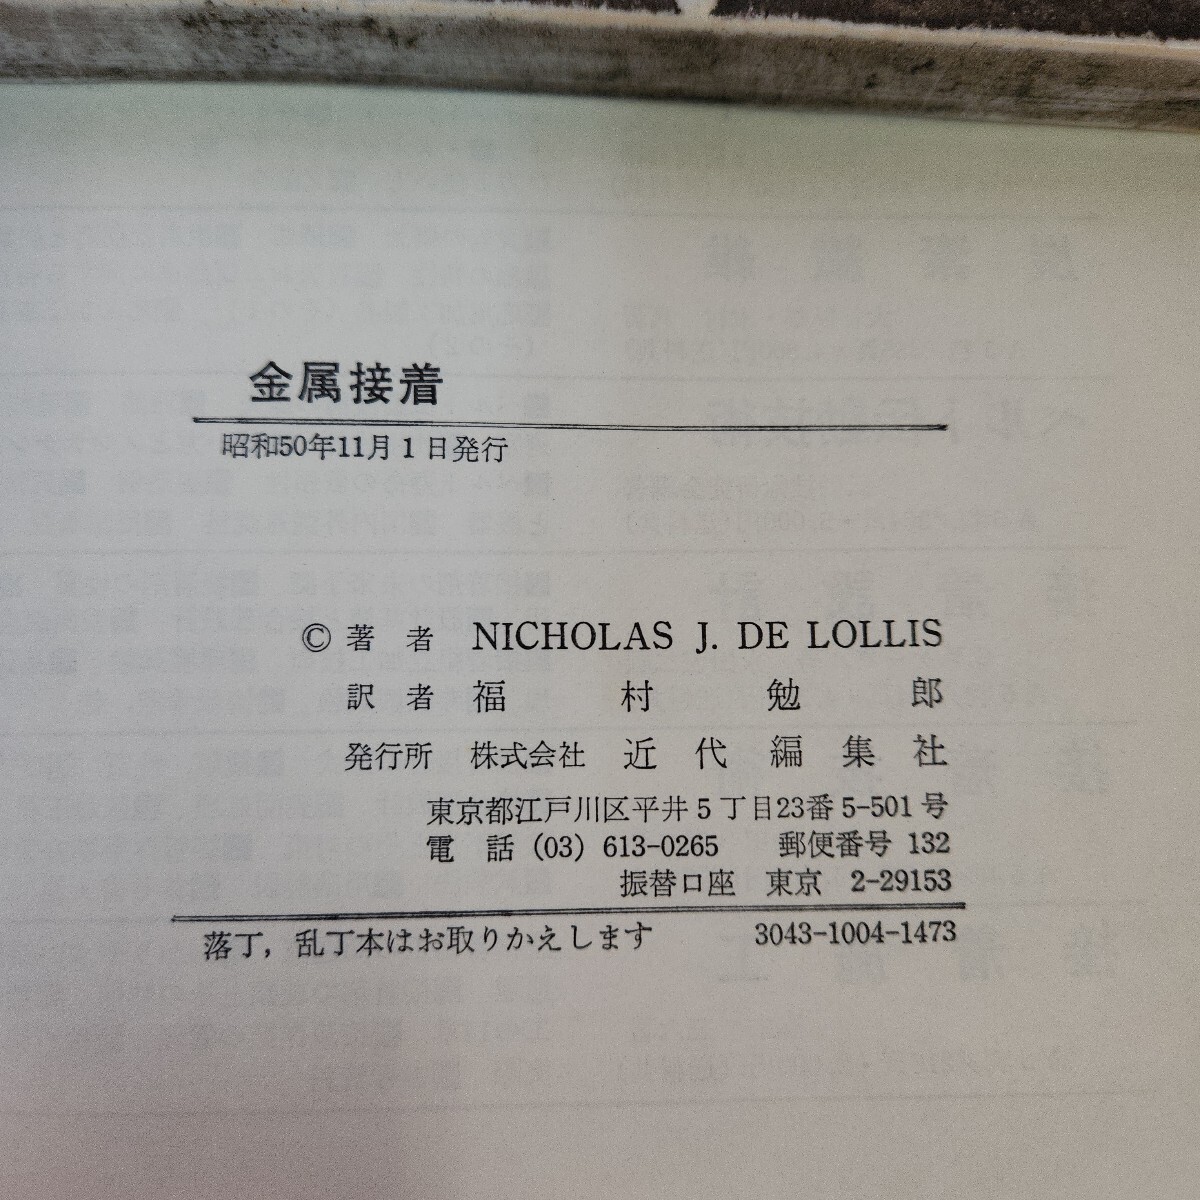 金属接着
昭和50年11月1日発行
© 著者 NICHOLAS J. DE LOLLIS
訳者 福村勉郎
発行所 株式会社 近代編集社
東京都江戸川区平井5丁目23番5-501号
電話 (03) 613-0265 郵便番号 132
振替口座 東京 2-29153
落丁，乱丁本はお取りかえします 3043-1004-1473